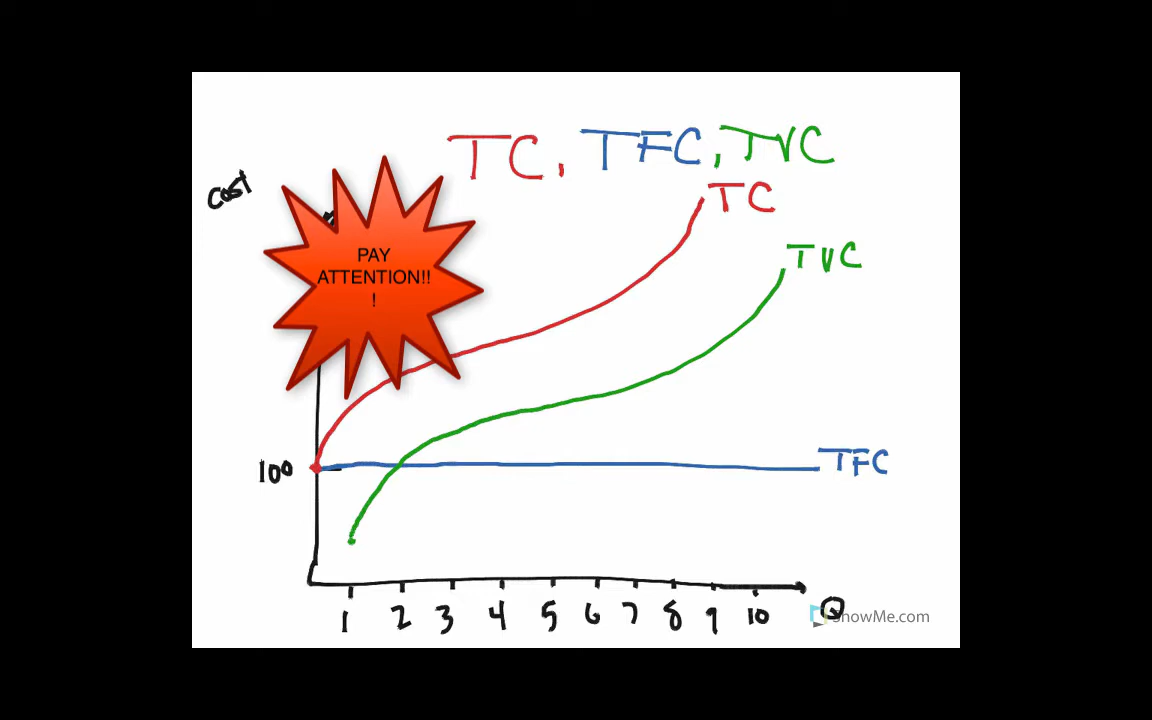 TC, TFC, TVC
COST
TC
PAY
ATTENTION!!
!
TVC
100
TFC
1 2 3 4 5 6 7 8 9 10 Q
ShowMe.com